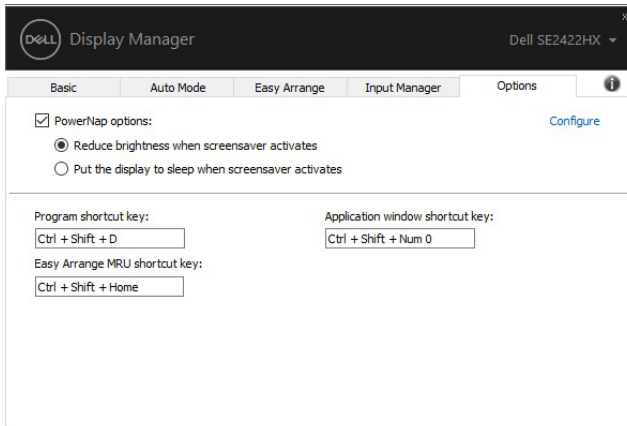 DELL Display Manager
Dell SE2422HX
Basic Auto Mode Easy Arrange Input Manager Options
PowerNap options: Configure
Reduce brightness when screensaver activates
Put the display to sleep when screensaver activates
Program shortcut key: Application window shortcut key:
Ctrl + Shift + D Ctrl + Shift + Num 0
Easy Arrange MRU shortcut key:
Ctrl + Shift + Home